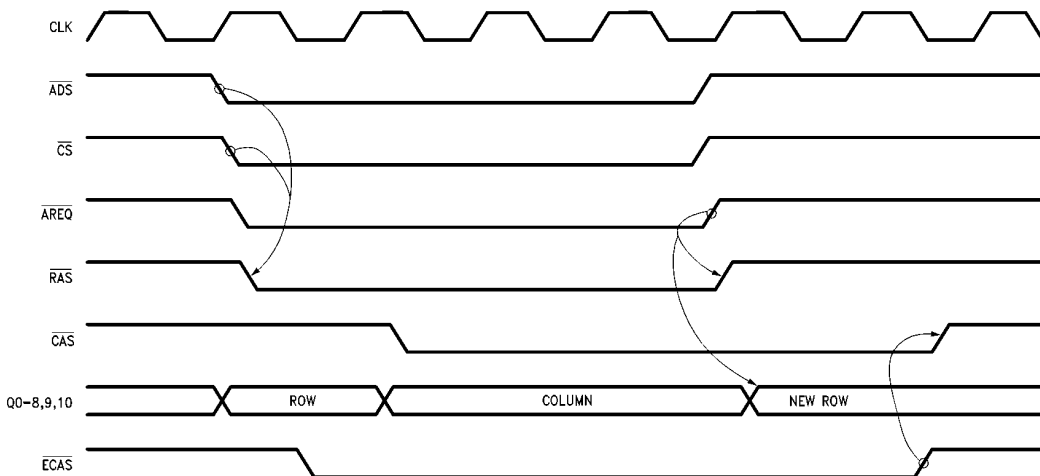 CLK
ADS
CS
AREQ
RAS
CAS
Q0-8,9,10 ROW COLUMN NEW ROW
ECAS